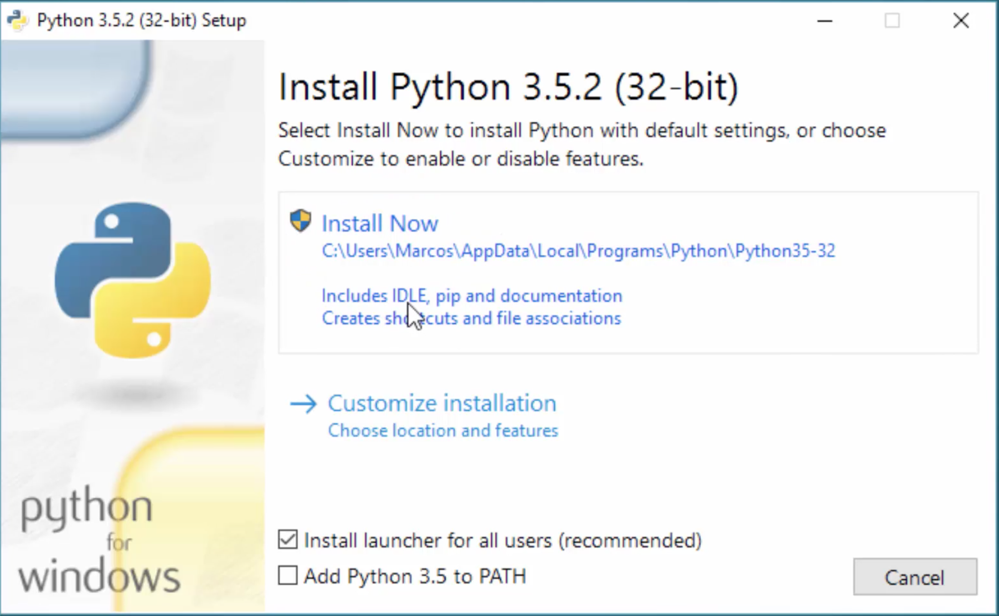 Python 3.5.2 (32-bit) Setup
Install Python 3.5.2 (32-bit)
Select Install Now to install Python with default settings, or choose
Customize to enable or disable features.
Install Now
C:\Users\Marcos\AppData\Local\Programs\Python\Python35-32
Includes IDLE, pip and documentation
Creates shortcuts and file associations
Customize installation
Choose location and features
Install launcher for all users (recommended)
Add Python 3.5 to PATH
Cancel
python
for
windows